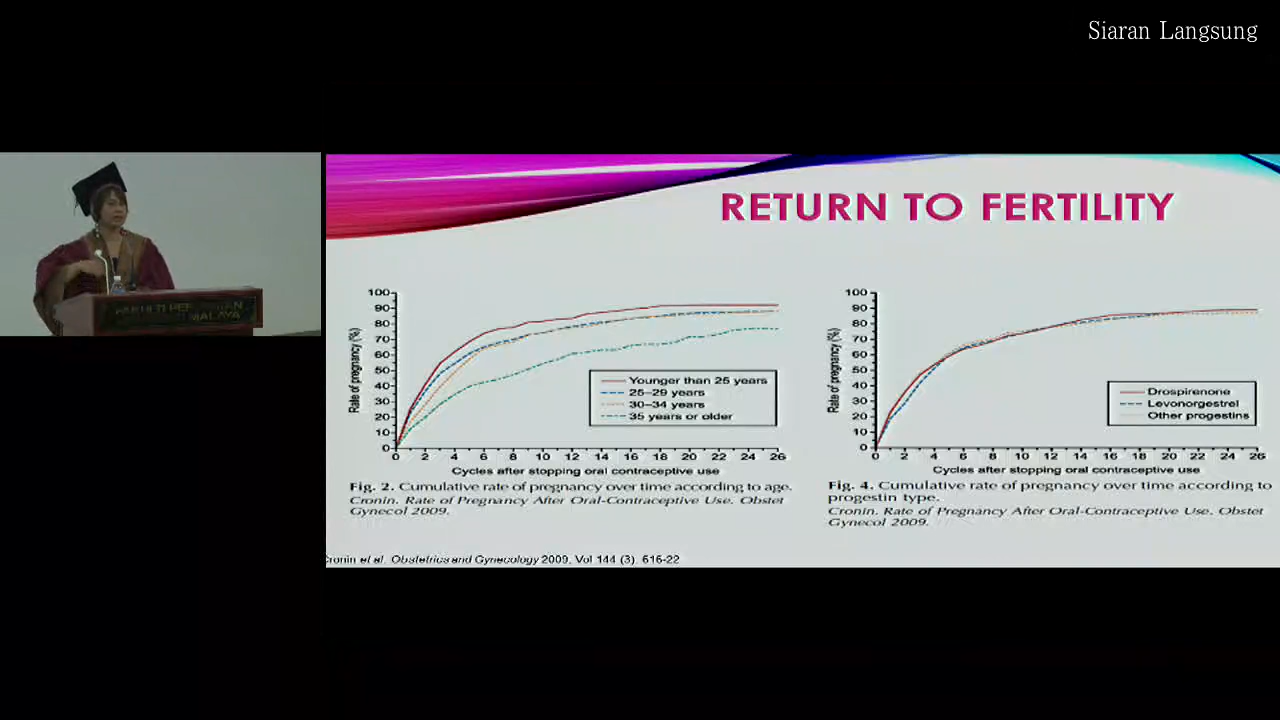 Siaran Langsung
RETURN TO FERTILITY
100
90
80
70
60
50
40
30
20
10
0
Rate of pregnancy (%)
Younger than 25 years
25–29 years
30–34 years
35 years or older
0 2 4 6 8 10 12 14 16 18 20 22 24 26
Cycles after stopping oral contraceptive use
Fig. 2. Cumulative rate of pregnancy over time according to age.
Cronin. Rate of Pregnancy After Oral-Contraceptive Use. Obstet
Gynecol 2009.
100
90
80
70
60
50
40
30
20
10
0
Rate of pregnancy (%)
Drospirenone
Levonorgestrel
Other progestins
0 2 4 6 8 10 12 14 16 18 20 22 24 26
Cycles after stopping oral contraceptive use
Fig. 4. Cumulative rate of pregnancy over time according to
progestin type.
Cronin. Rate of Pregnancy After Oral-Contraceptive Use. Obstet
Gynecol 2009.
Cronin et al. Obstetrics and Gynecology 2009. Vol 144 (3). 616-22
MALAYA